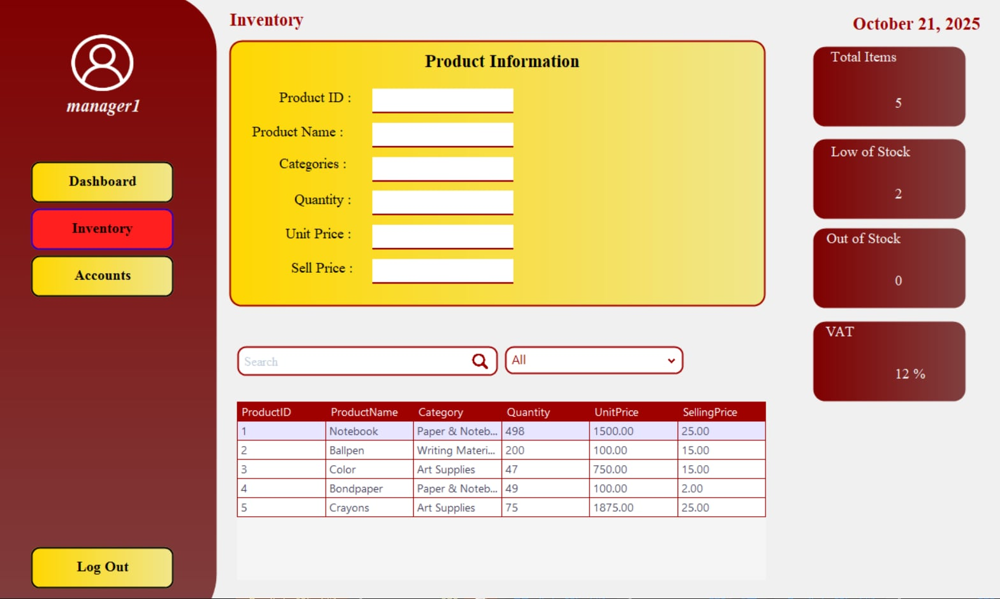 manager1
Dashboard
Inventory
Accounts
Log Out
Inventory
October 21, 2025
Product Information
Product ID :
Product Name :
Categories :
Quantity :
Unit Price :
Sell Price :
Total Items
5
Low of Stock
2
Out of Stock
0
VAT
12 %
Search
All
ProductID ProductName Category Quantity UnitPrice SellingPrice
1 Notebook Paper & Noteb... 498 1500.00 25.00
2 Ballpen Writing Materi... 200 100.00 15.00
3 Color Art Supplies 47 750.00 15.00
4 Bondpaper Paper & Noteb... 49 100.00 2.00
5 Crayons Art Supplies 75 1875.00 25.00